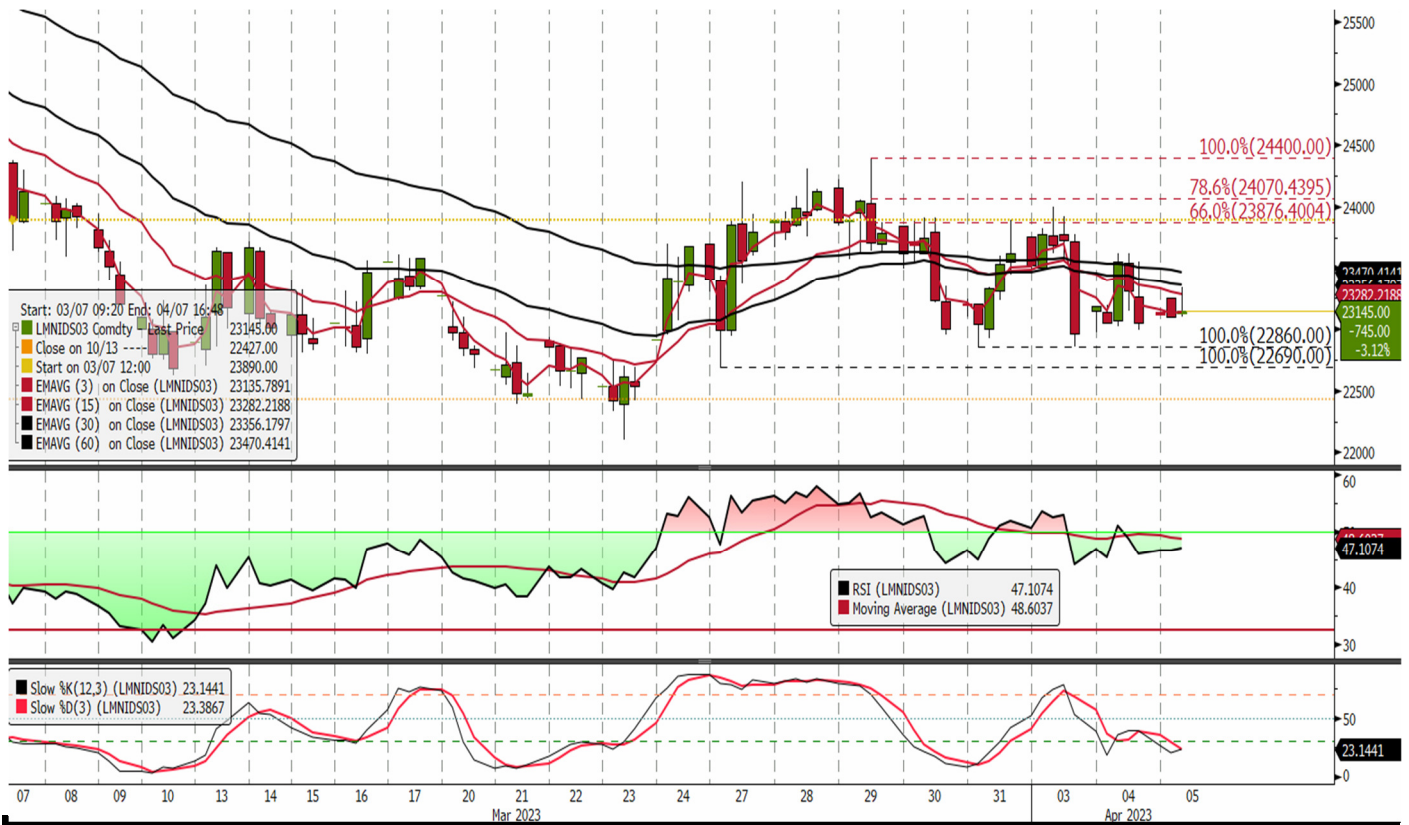 25500
25000
24500
24000
22500
22000
100.0%(24400.00)
78.6%(24070.4395)
66.0%(23876.4004)
100.0%(22860.00)
100.0%(22690.00)
23470.4141
23282.2188
23145.00
-745.00
-3.12%
Start: 03/07 09:20 End: 04/07 16:48
LMNIDS03 Comdty - Last Price 23145.00
Close on 10/13 ---- 22427.00
Start on 03/07 12:00 23890.00
EMAVG (3) on Close (LMNIDS03) 23135.7891
EMAVG (15) on Close (LMNIDS03) 23282.2188
EMAVG (30) on Close (LMNIDS03) 23356.1797
EMAVG (60) on Close (LMNIDS03) 23470.4141
60
40
30
47.1074
RSI (LMNIDS03) 47.1074
Moving Average (LMNIDS03) 48.6037
Slow %K(12,3) (LMNIDS03) 23.1441
Slow %D(3) (LMNIDS03) 23.3867
50
23.1441
0
07 08 09 10 13 14 15 16 17 20 21 22 23 24 27 28 29 30 31 03 04 05
Mar 2023 Apr 2023